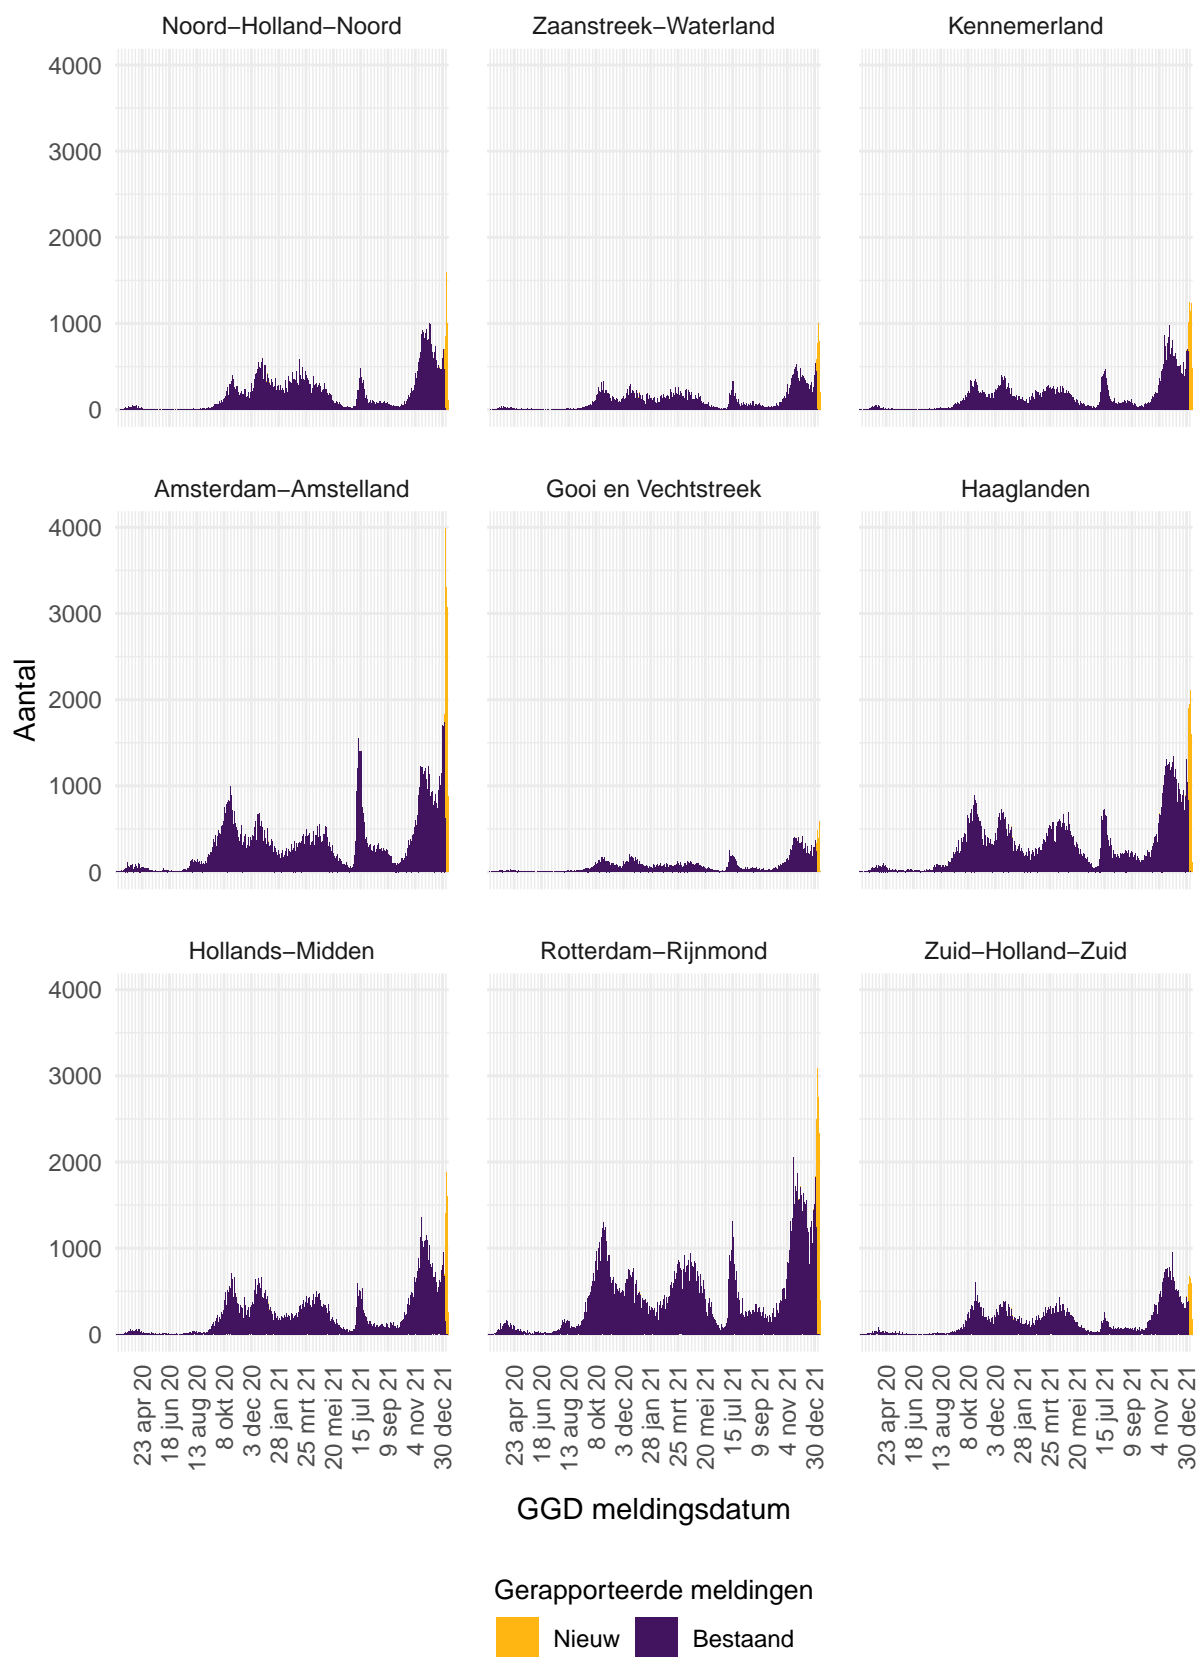 Noord−Holland−Noord Zaanstreek−Waterland Kennemerland
4000
3000
2000
1000
0
Amsterdam−Amstelland Gooi en Vechtstreek Haaglanden
4000
3000
2000
1000
0
Aantal
Hollands−Midden Rotterdam−Rijnmond Zuid−Holland−Zuid
4000
3000
2000
1000
0
23 apr 20 18 jun 20 13 aug 20 8 okt 20 3 dec 20 28 jan 21 25 mrt 21 20 mei 21 15 jul 21 9 sep 21 4 nov 21 30 dec 21
23 apr 20 18 jun 20 13 aug 20 8 okt 20 3 dec 20 28 jan 21 25 mrt 21 20 mei 21 15 jul 21 9 sep 21 4 nov 21 30 dec 21
23 apr 20 18 jun 20 13 aug 20 8 okt 20 3 dec 20 28 jan 21 25 mrt 21 20 mei 21 15 jul 21 9 sep 21 4 nov 21 30 dec 21
GGD meldingsdatum
Gerapporteerde meldingen
Nieuw Bestaand